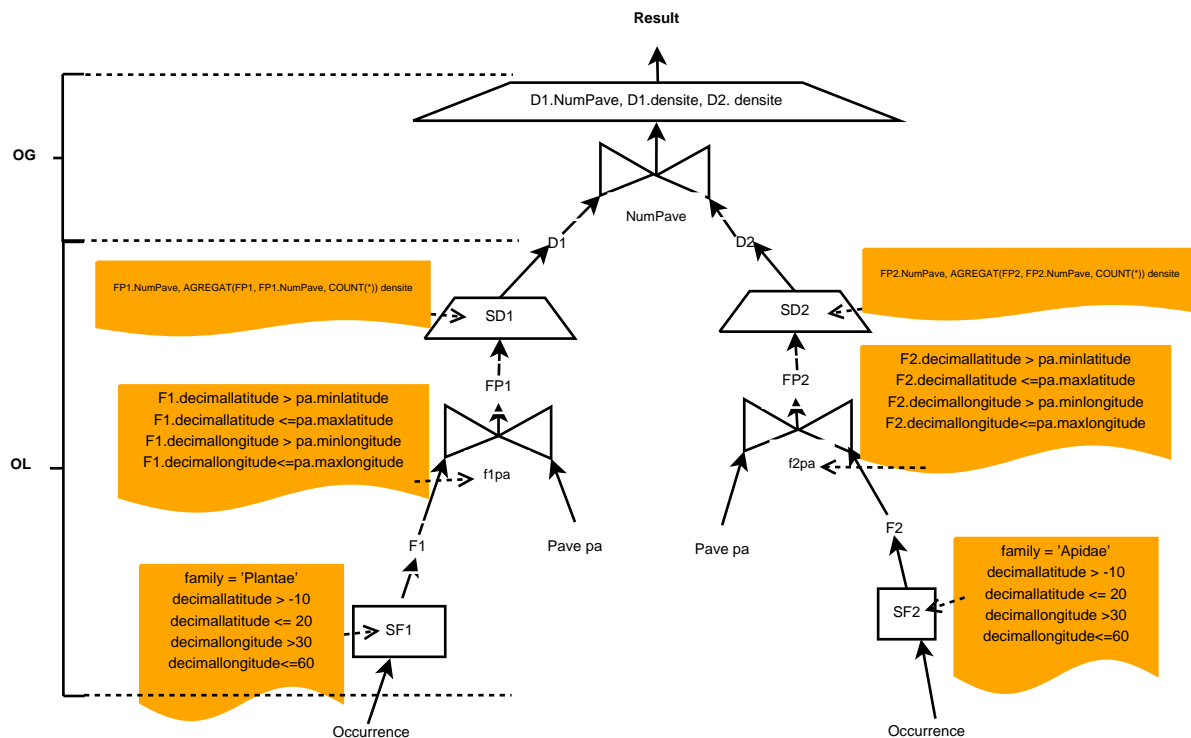 Result
D1.NumPave, D1.densite, D2. densite
OG
NumPave
D1
D2
FP1.NumPave, AGREGAT(FP1, FP1.NumPave, COUNT(*)) densite
FP2.NumPave, AGREGAT(FP2, FP2.NumPave, COUNT(*)) densite
SD1
SD2
FP1
FP2
F1.decimallatitude > pa.minlatitude
F1.decimallatitude <=pa.maxlatitude
F1.decimallongitude > pa.minlongitude
F1.decimallongitude<=pa.maxlongitude
F2.decimallatitude > pa.minlatitude
F2.decimallatitude <=pa.maxlatitude
F2.decimallongitude > pa.minlongitude
F2.decimallongitude<=pa.maxlongitude
OL
f1pa
f2pa
F1
Pave pa
Pave pa
F2
family = 'Plantae'
decimallatitude > -10
decimallatitude <= 20
decimallongitude >30
decimallongitude<=60
SF1
SF2
family = 'Apidae'
decimallatitude > -10
decimallatitude <= 20
decimallongitude >30
decimallongitude<=60
Occurrence
Occurrence